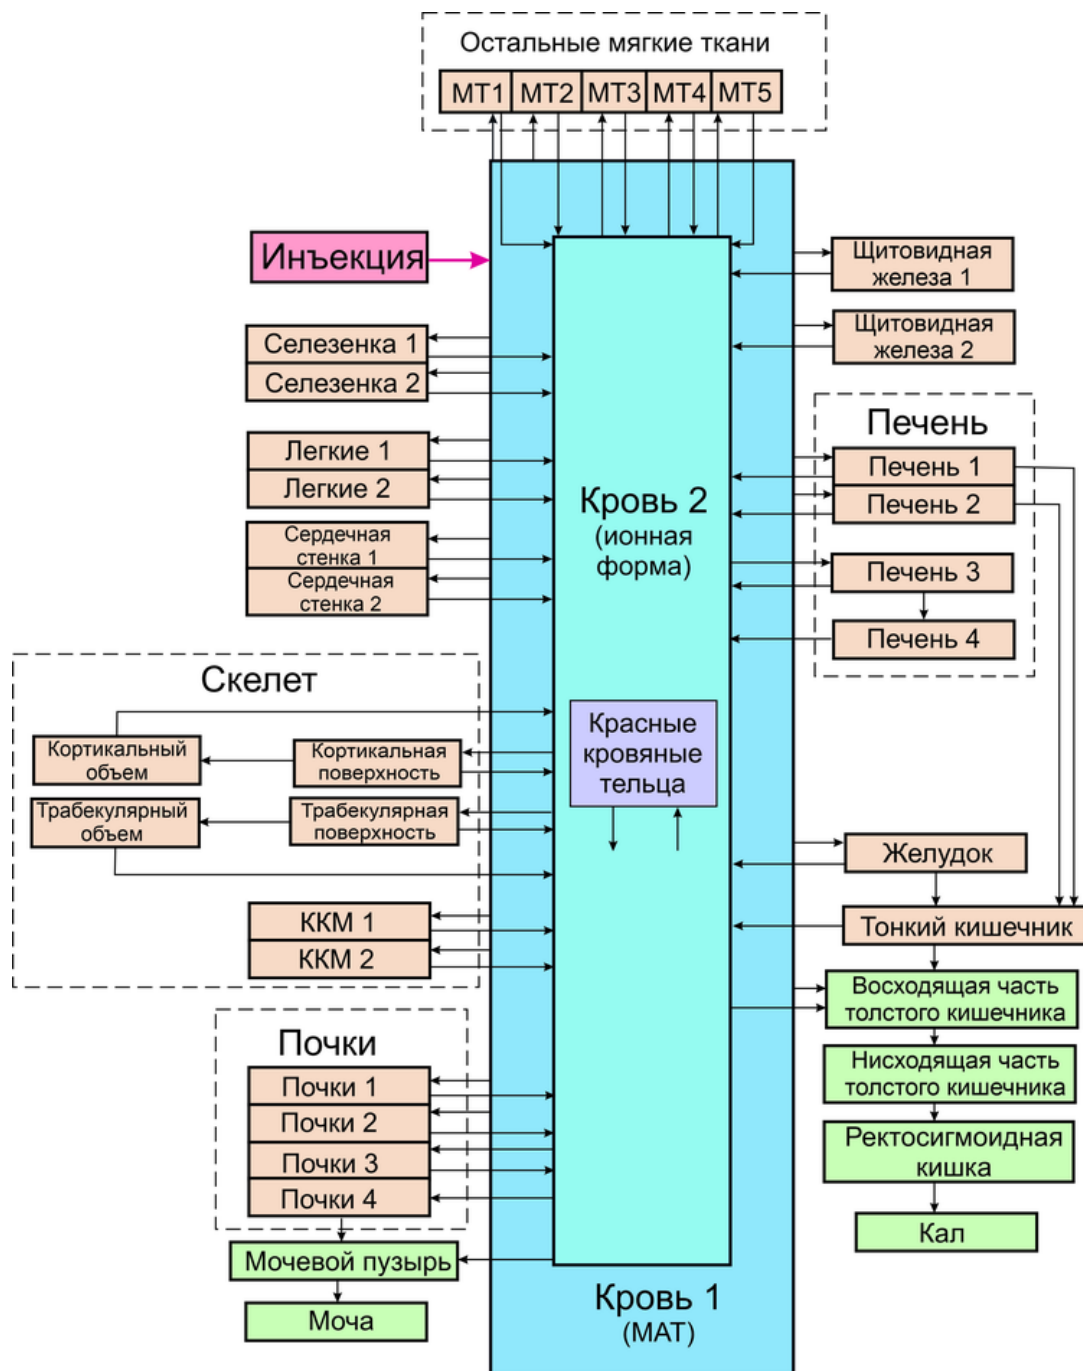 Остальные мягкие ткани
МТ1 МТ2 МТ3 МТ4 МТ5
Инъекция
Щитовидная
железа 1
Щитовидная
железа 2
Селезенка 1
Селезенка 2
Легкие 1
Легкие 2
Сердечная
стенка 1
Сердечная
стенка 2
Печень
Печень 1
Печень 2
Печень 3
Печень 4
Кровь 2
(ионная
форма)
Красные
кровяные
тельца
Скелет
Кортикальный
объем
Кортикальная
поверхность
Трабекулярный
объем
Трабекулярная
поверхность
ККМ 1
ККМ 2
Желудок
Тонкий кишечник
Восходящая часть
толстого кишечника
Нисходящая часть
толстого кишечника
Ректосигмоидная
кишка
Кал
Почки
Почки 1
Почки 2
Почки 3
Почки 4
Мочевой пузырь
Моча
Кровь 1
(МАТ)